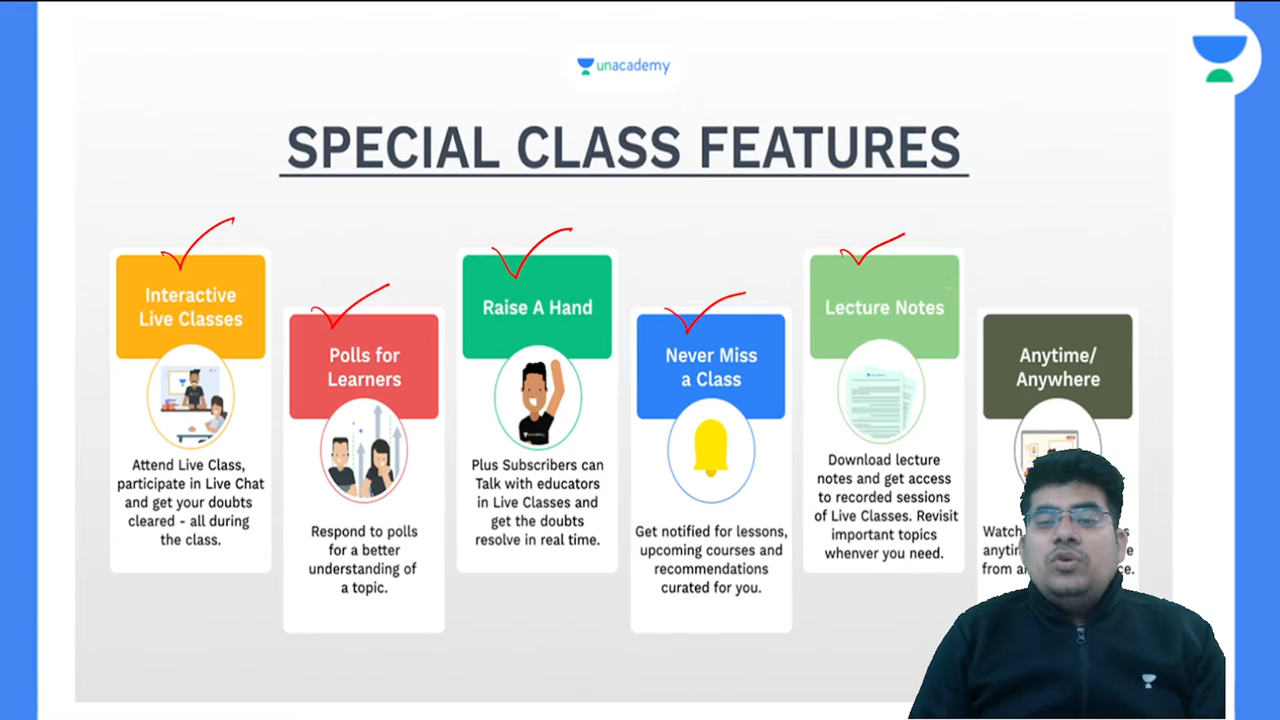 unacademy
SPECIAL CLASS FEATURES
Interactive
Live Classes
Attend Live Class,
participate in Live Chat
and get your doubts
cleared - all during
the class.
Polls for
Learners
Respond to polls
for a better
understanding of
a topic.
Raise A Hand
unacademy
Plus Subscribers can
Talk with educators
in Live Classes and
get the doubts
resolve in real time.
Never Miss
a Class
Get notified for lessons,
upcoming courses and
recommendations
curated for you.
Lecture Notes
Download lecture
notes and get access
to recorded sessions
of Live Classes. Revisit
important topics
whenver you need.
Anytime/
Anywhere
Watch
from